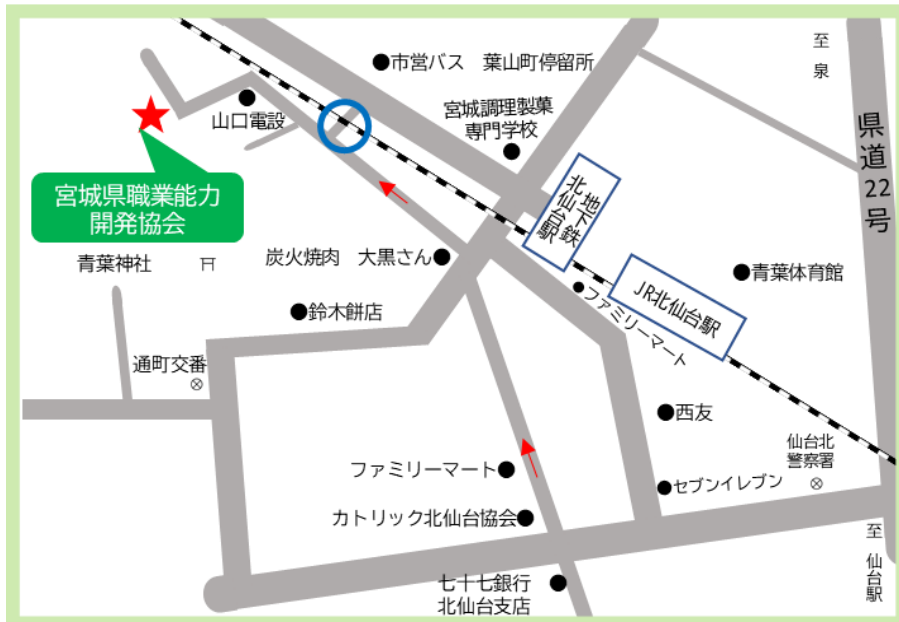 市営バス 葉山町停留所
至
泉
宮城調理製菓
専門学校
山口電設
県道22号
宮城県職業能力
開発協会
地下鉄
北仙台駅
青葉神社
炭火焼肉 大黒さん
JR北仙台駅
青葉体育館
ファミリーマート
鈴木餅店
通町交番
西友
仙台北
警察署
ファミリーマート
セブンイレブン
カトリック北仙台協会
至
仙台駅
七十七銀行
北仙台支店